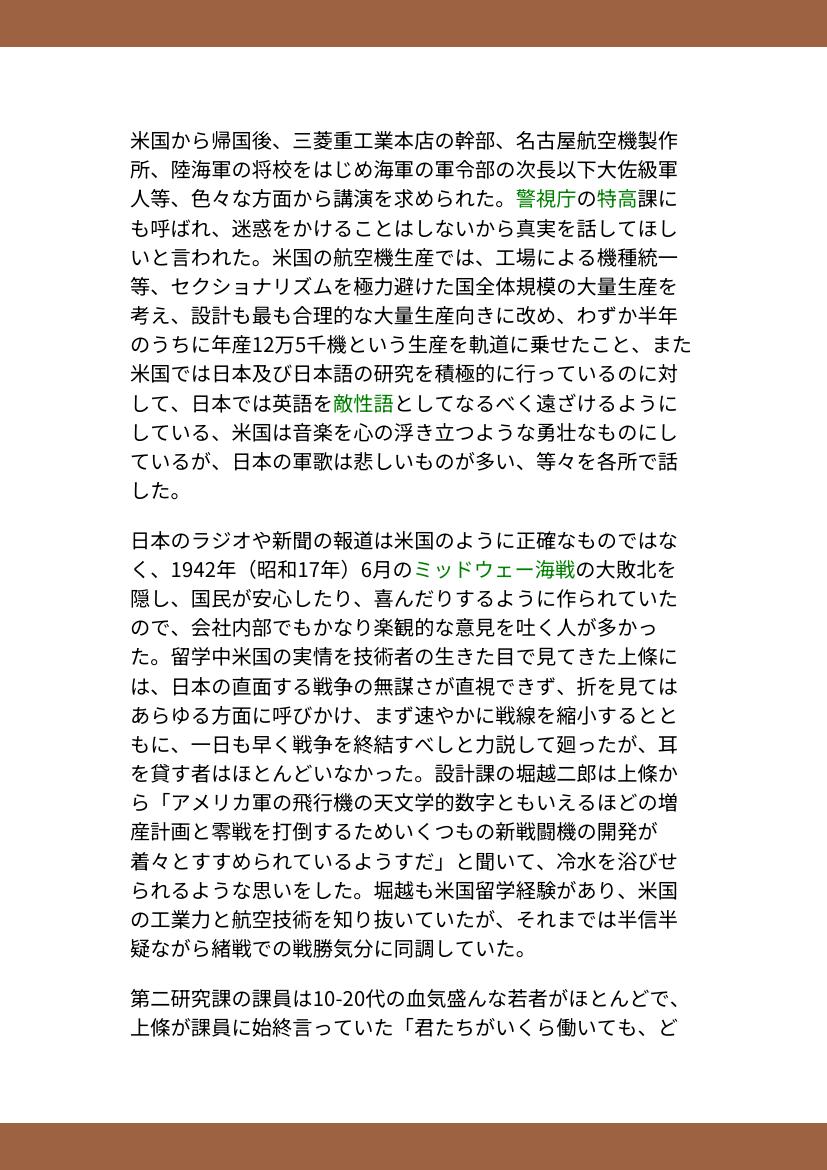 米国から帰国後、三菱重工業本店の幹部、名古屋航空機製作
所、陸海軍の将校をはじめ海軍の軍令部の次長以下大佐級軍
人等、色々な方面から講演を求められた。警視庁の特高課に
も呼ばれ、迷惑をかけることはしないから真実を話してほし
いと言われた。米国の航空機生産では、工場による機種統一
等、セクショナリズムを極力避けた国全体規模の大量生産を
考え、設計も最も合理的な大量生産向きに改め、わずか半年
のうちに年産12万5千機という生産を軌道に乗せたこと、また
米国では日本及び日本語の研究を積極的に行っているのに対
して、日本では英語を敵性語としてなるべく遠ざけるように
している、米国は音楽を心の浮き立つような勇壮なものにし
ているが、日本の軍歌は悲しいものが多い、等々を各所で話
した。
日本のラジオや新聞の報道は米国のように正確なものではな
く、1942年（昭和17年）6月のミッドウェー海戦の大敗北を
隠し、国民が安心したり、喜んだりするように作られていた
ので、会社内部でもかなり楽観的な意見を吐く人が多かっ
た。留学中米国の実情を技術者の生きた目で見てきた上條に
は、日本の直面する戦争の無謀さが直視できず、折を見ては
あらゆる方面に呼びかけ、まず速やかに戦線を縮小するとと
もに、一日も早く戦争を終結すべしと力説して廻ったが、耳
を貸す者はほとんどいなかった。設計課の堀越二郎は上條か
ら「アメリカ軍の飛行機の天文学的数字ともいえるほどの増
産計画と零戦を打倒するためいくつもの新戦闘機の開発が
着々とすすめられているようすだ」と聞いて、冷水を浴びせ
られるような思いをした。堀越も米国留学経験があり、米国
の工業力と航空技術を知り抜いていたが、それまでは半信半
疑ながら緒戦での戦勝気分に同調していた。
第二研究課の課員は10-20代の血気盛んな若者がほとんどで、
上條が課員に始終言っていた「君たちがいくら働いても、ど